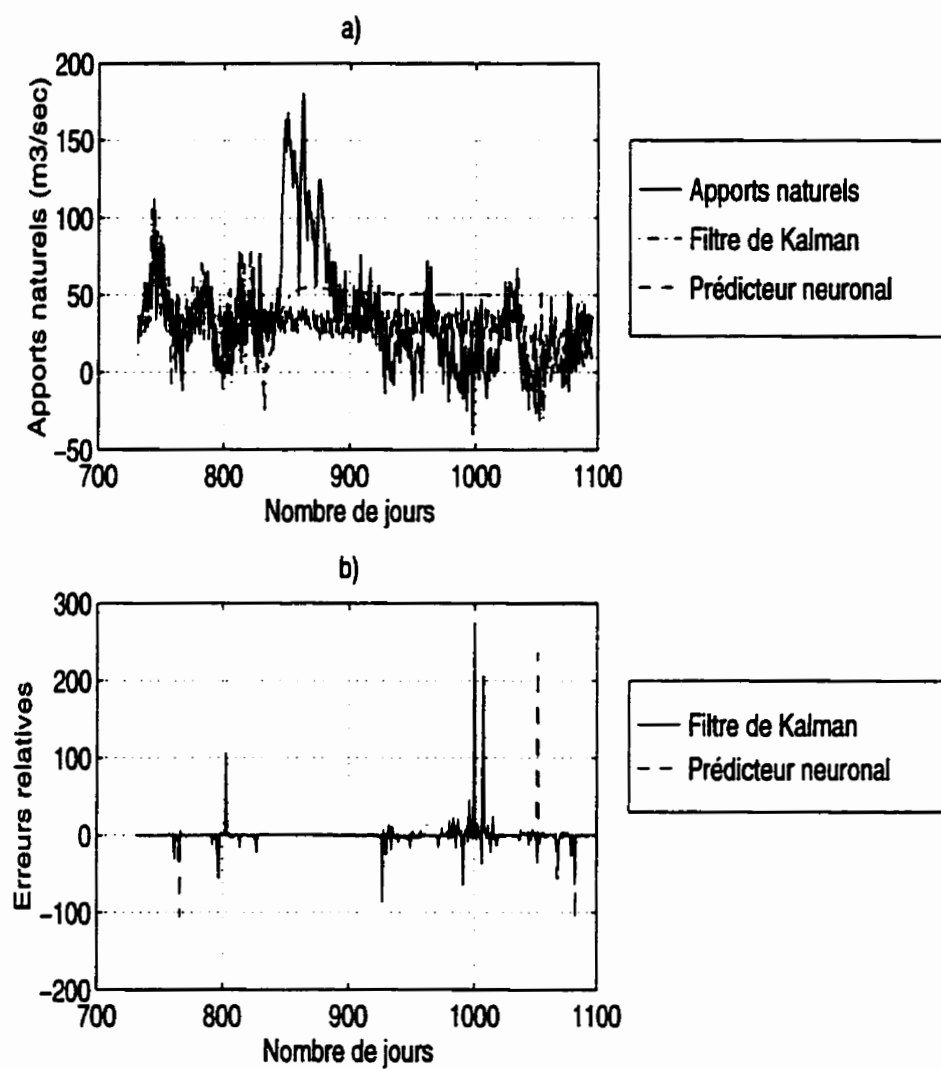 a)
200
150
100
50
0
-50
700
800
900
1000
1100
Apports naturels (m3/sec)
Nombre de jours
Apports naturels
Filtre de Kalman
Prédicteur neuronal
b)
300
200
100
0
-100
-200
700
800
900
1000
1100
Erreurs relatives
Nombre de jours
Filtre de Kalman
Prédicteur neuronal